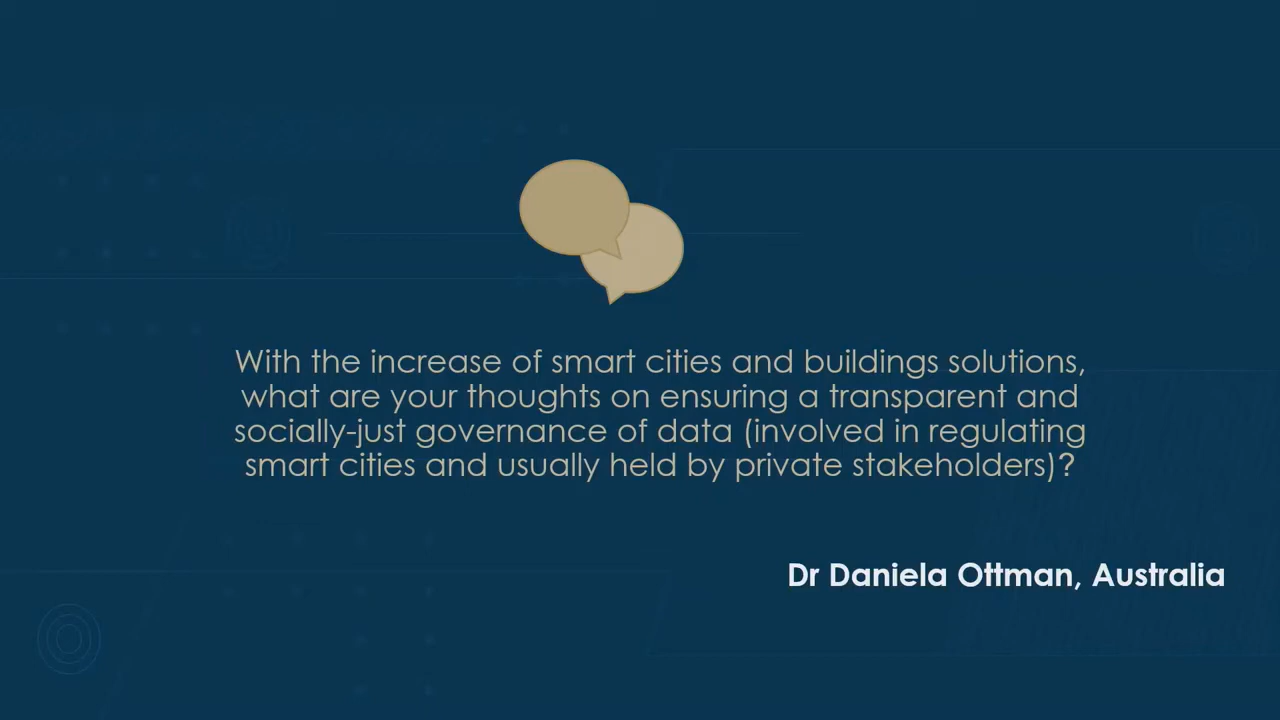 With the increase of smart cities and buildings solutions,
what are your thoughts on ensuring a transparent and
socially-just governance of data (involved in regulating
smart cities and usually held by private stakeholders)?
Dr Daniela Ottman, Australia